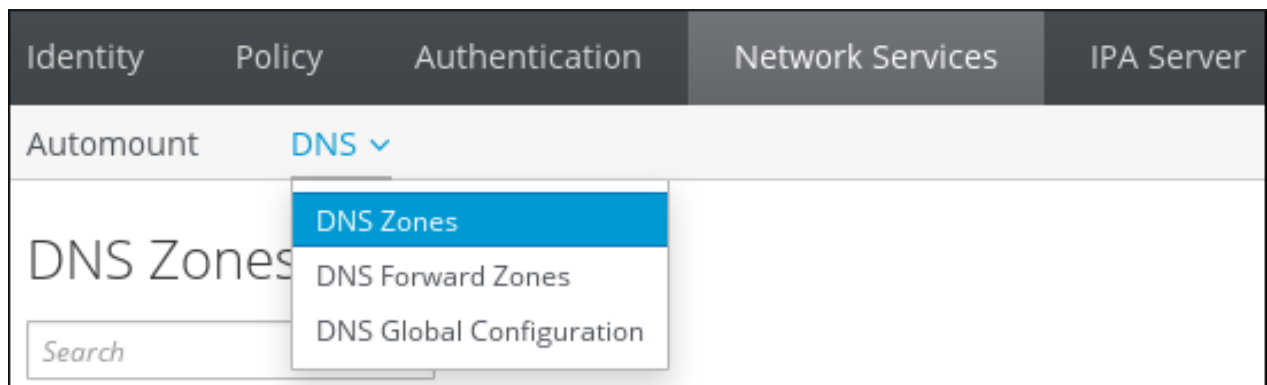 Identity Policy Authentication Network Services IPA Server
Automount DNS
DNS Zones
DNS Zones
DNS Forward Zones
DNS Global Configuration
Search